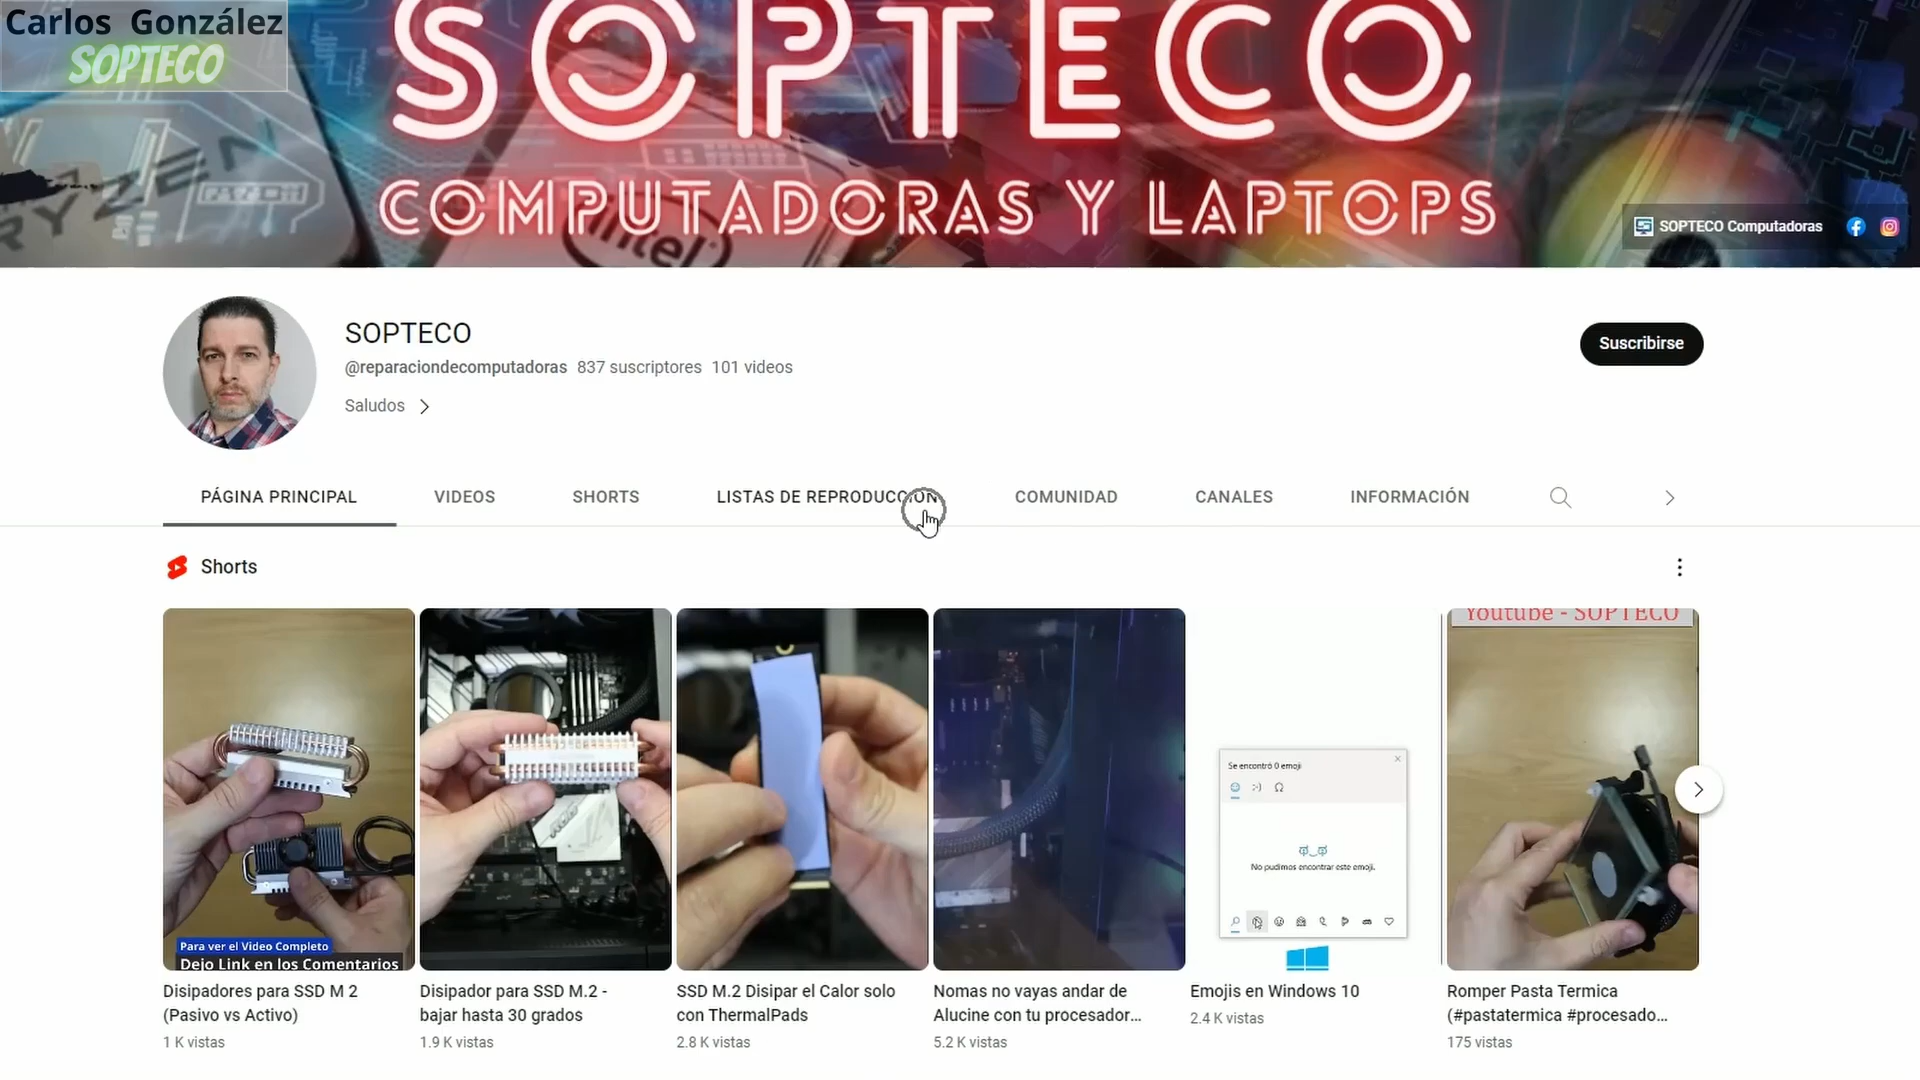 Carlos González
SOPTECO
SOPTECO
COMPUTADORAS Y LAPTOPS
RYZEN
intel
SOPTECO Computadoras
SOPTECO
@reparaciondecomputadoras 837 suscriptores 101 videos
Saludos
Suscribirse
PÁGINA PRINCIPAL VIDEOS SHORTS LISTAS DE REPRODUCCIÓN COMUNIDAD CANALES INFORMACIÓN
Shorts
Youtube - SOPTECO
Se encontró 0 emoji
No pudimos encontrar este emoji.
Para ver el Video Completo
Dejo Link en los Comentarios
Disipadores para SSD M 2
(Pasivo vs Activo)
1 K vistas
Disipador para SSD M.2 -
bajar hasta 30 grados
1.9 K vistas
SSD M.2 Disipar el Calor solo
con ThermalPads
2.8 K vistas
Nomas no vayas andar de
Alucine con tu procesador...
5.2 K vistas
Emojis en Windows 10
2.4 K vistas
Romper Pasta Termica
(#pastatermica #procesado...
175 vistas